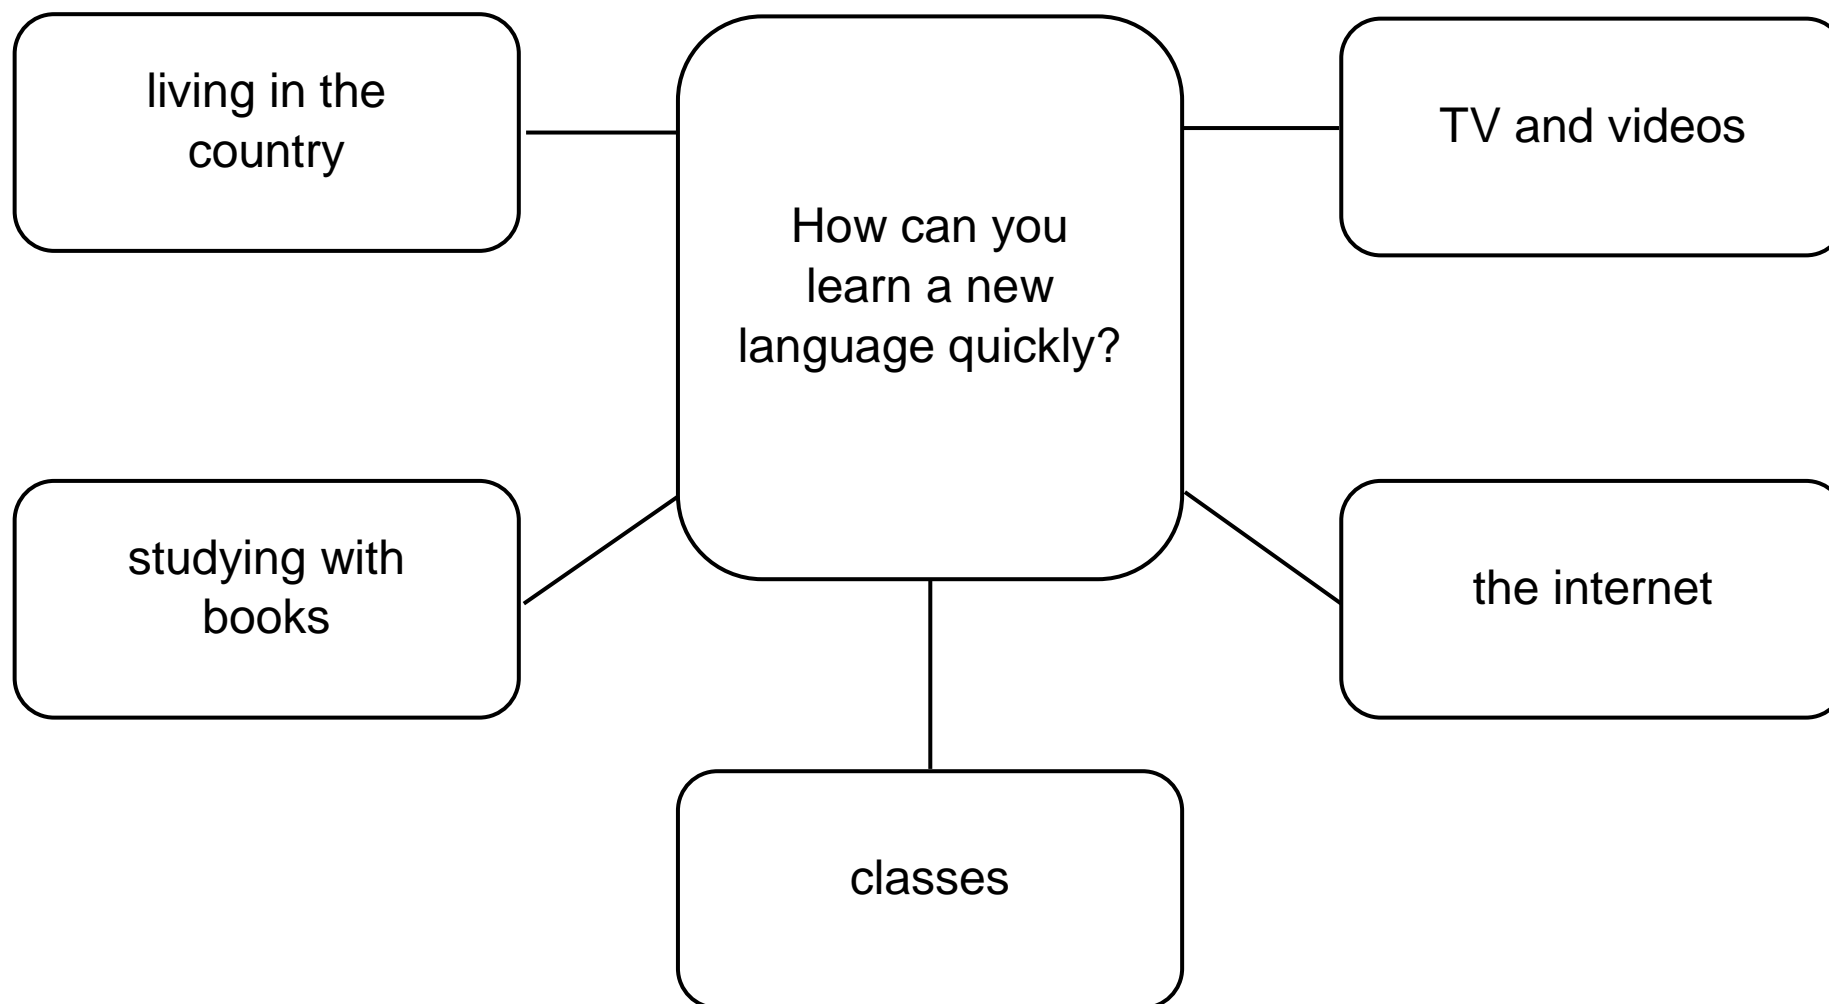 living in the
country
How can you
learn a new
language quickly?
TV and videos
studying with
books
the internet
classes